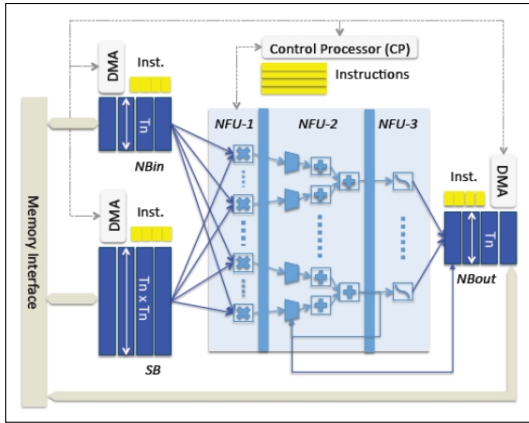 Control Processor (CP)
Instructions
DMA
Inst.
Tn
NBin
DMA
Inst.
Tn x Tn
SB
Memory Interface
NFU-1
NFU-2
NFU-3
DMA
Inst.
Tn
NBout